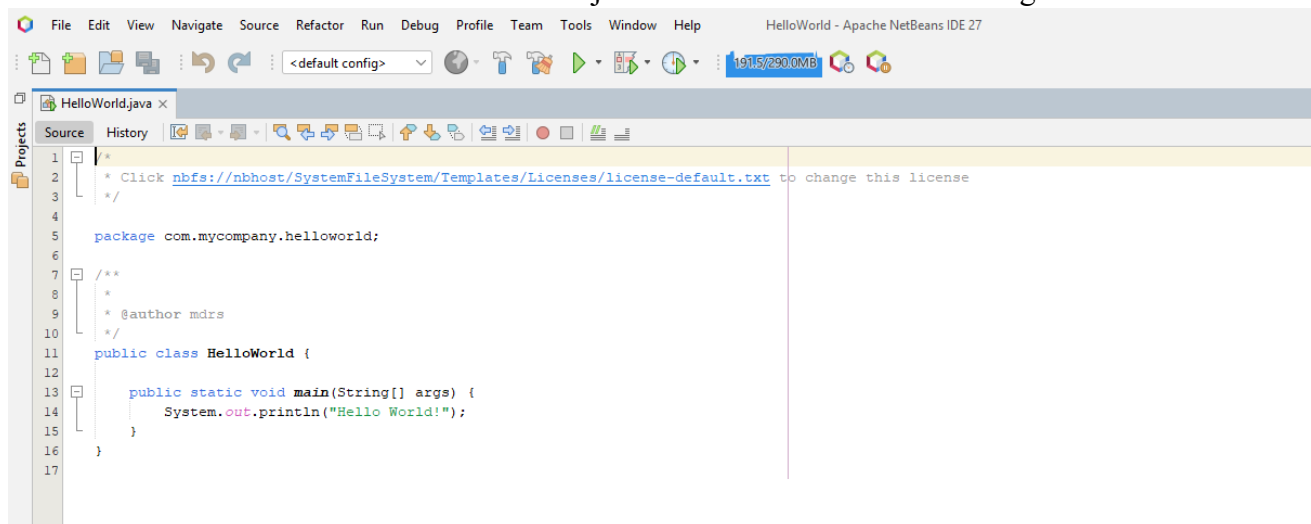 File Edit View Navigate Source Refactor Run Debug Profile Team Tools Window Help HelloWorld - Apache NetBeans IDE 27
<default config> 191.5/290.0MB
HelloWorld.java
Projects
Source History
1 /*
2 * Click nbfs://nbhost/SystemFileSystem/Templates/Licenses/license-default.txt to change this license
3 */
4
5 package com.mycompany.helloworld;
6
7 /**
8 *
9 * @author mdrs
10 */
11 public class HelloWorld {
12
13 public static void main(String[] args) {
14 System.out.println("Hello World!");
15 }
16 }
17